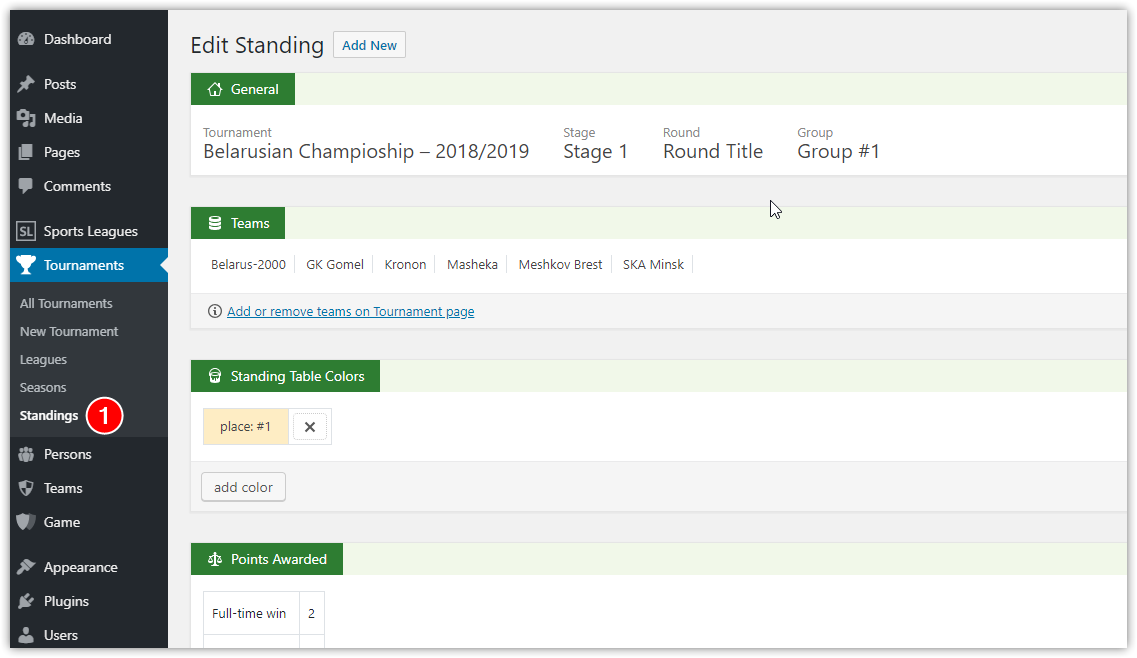 Dashboard
Posts
Media
Pages
Comments
SL Sports Leagues
Tournaments
All Tournaments
New Tournament
Leagues
Seasons
Standings 1
Persons
Teams
Game
Appearance
Plugins
Users
Edit Standing Add New
General
Tournament Stage Round Group
Belarusian Champioship – 2018/2019 Stage 1 Round Title Group #1
Teams
Belarus-2000 GK Gomel Kronon Masheka Meshkov Brest SKA Minsk
Add or remove teams on Tournament page
Standing Table Colors
place: #1
add color
Points Awarded
Full-time win 2